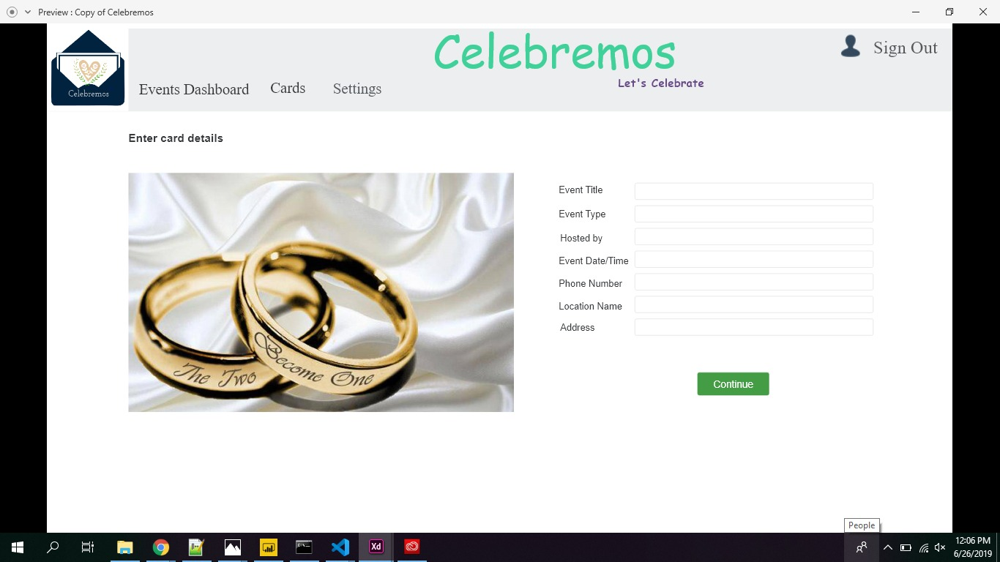 Preview : Copy of Celebremos
Celebremos
Let's Celebrate
Sign Out
Celebremos
Events Dashboard
Cards
Settings
Enter card details
The Two
Become One
Event Title
Event Type
Hosted by
Event Date/Time
Phone Number
Location Name
Address
Continue
People
Xd
12:06 PM
6/26/2019